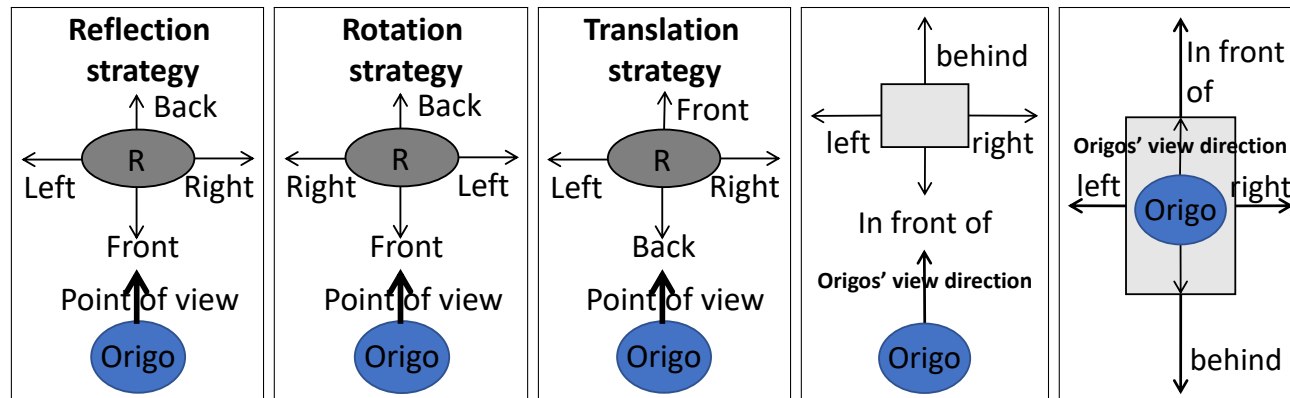 Reflection
strategy
Back
R
Left
Right
Front
Point of view
Origo
Rotation
strategy
Back
R
Right
Left
Front
Point of view
Origo
Translation
strategy
Front
R
Left
Right
Back
Point of view
Origo
behind
left
right
In front of
Origos' view direction
Origo
In front
of
Origos' view direction
left
right
Origo
behind